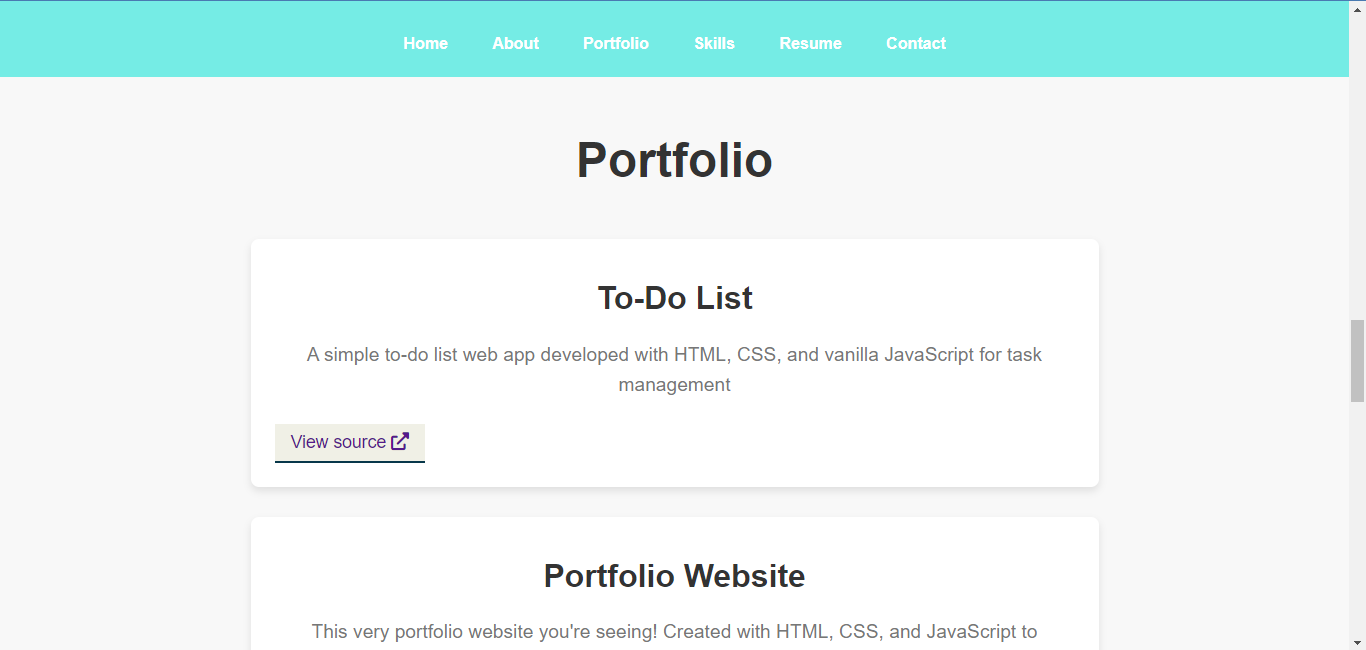 Home About Portfolio Skills Resume Contact
Portfolio
To-Do List
A simple to-do list web app developed with HTML, CSS, and vanilla JavaScript for task
management
View source
Portfolio Website
This very portfolio website you're seeing! Created with HTML, CSS, and JavaScript to